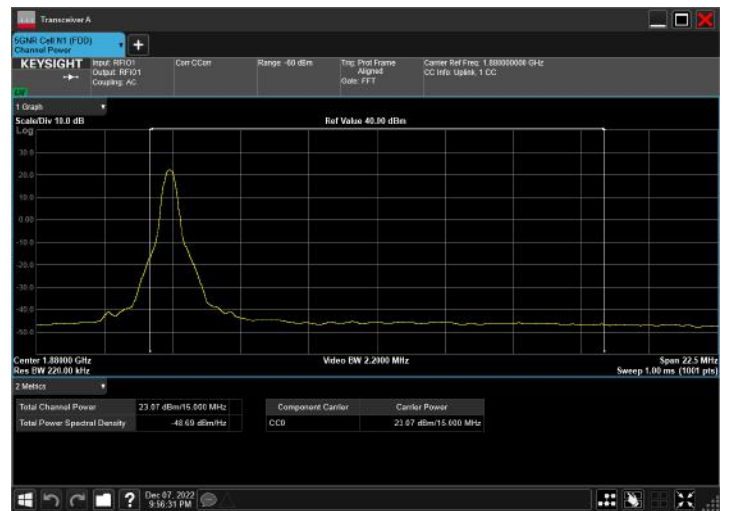 Transceiver A
5GNR Cell N1 (FDD)
Channel Power
KEYSIGHT
Input: RFIO1
Output: RFIO1
Coupling: AC
Corr CCorr
Range -60 dBm
Trig: Prot Frame
Aligned
Gate: FFT
Carrier Ref Freq: 1.880000000 GHz
CC Info: Uplink, 1 CC
1 Graph
Scale/Div 10.0 dB
Ref Value 40.00 dBm
Log
30.0
20.0
10.0
0.00
-10.0
-20.0
-30.0
-40.0
-50.0
Center 1.88000 GHz
Video BW 2.2000 MHz
Span 22.5 MHz
Res BW 220.00 kHz
Sweep 1.00 ms (1001 pts)
2 Metrics
Total Channel Power 23.07 dBm/15.000 MHz
Total Power Spectral Density -48.69 dBm/Hz
Component Carrier Carrier Power
CC0 23.07 dBm/15.000 MHz
Dec 07, 2022
9:56:31 PM